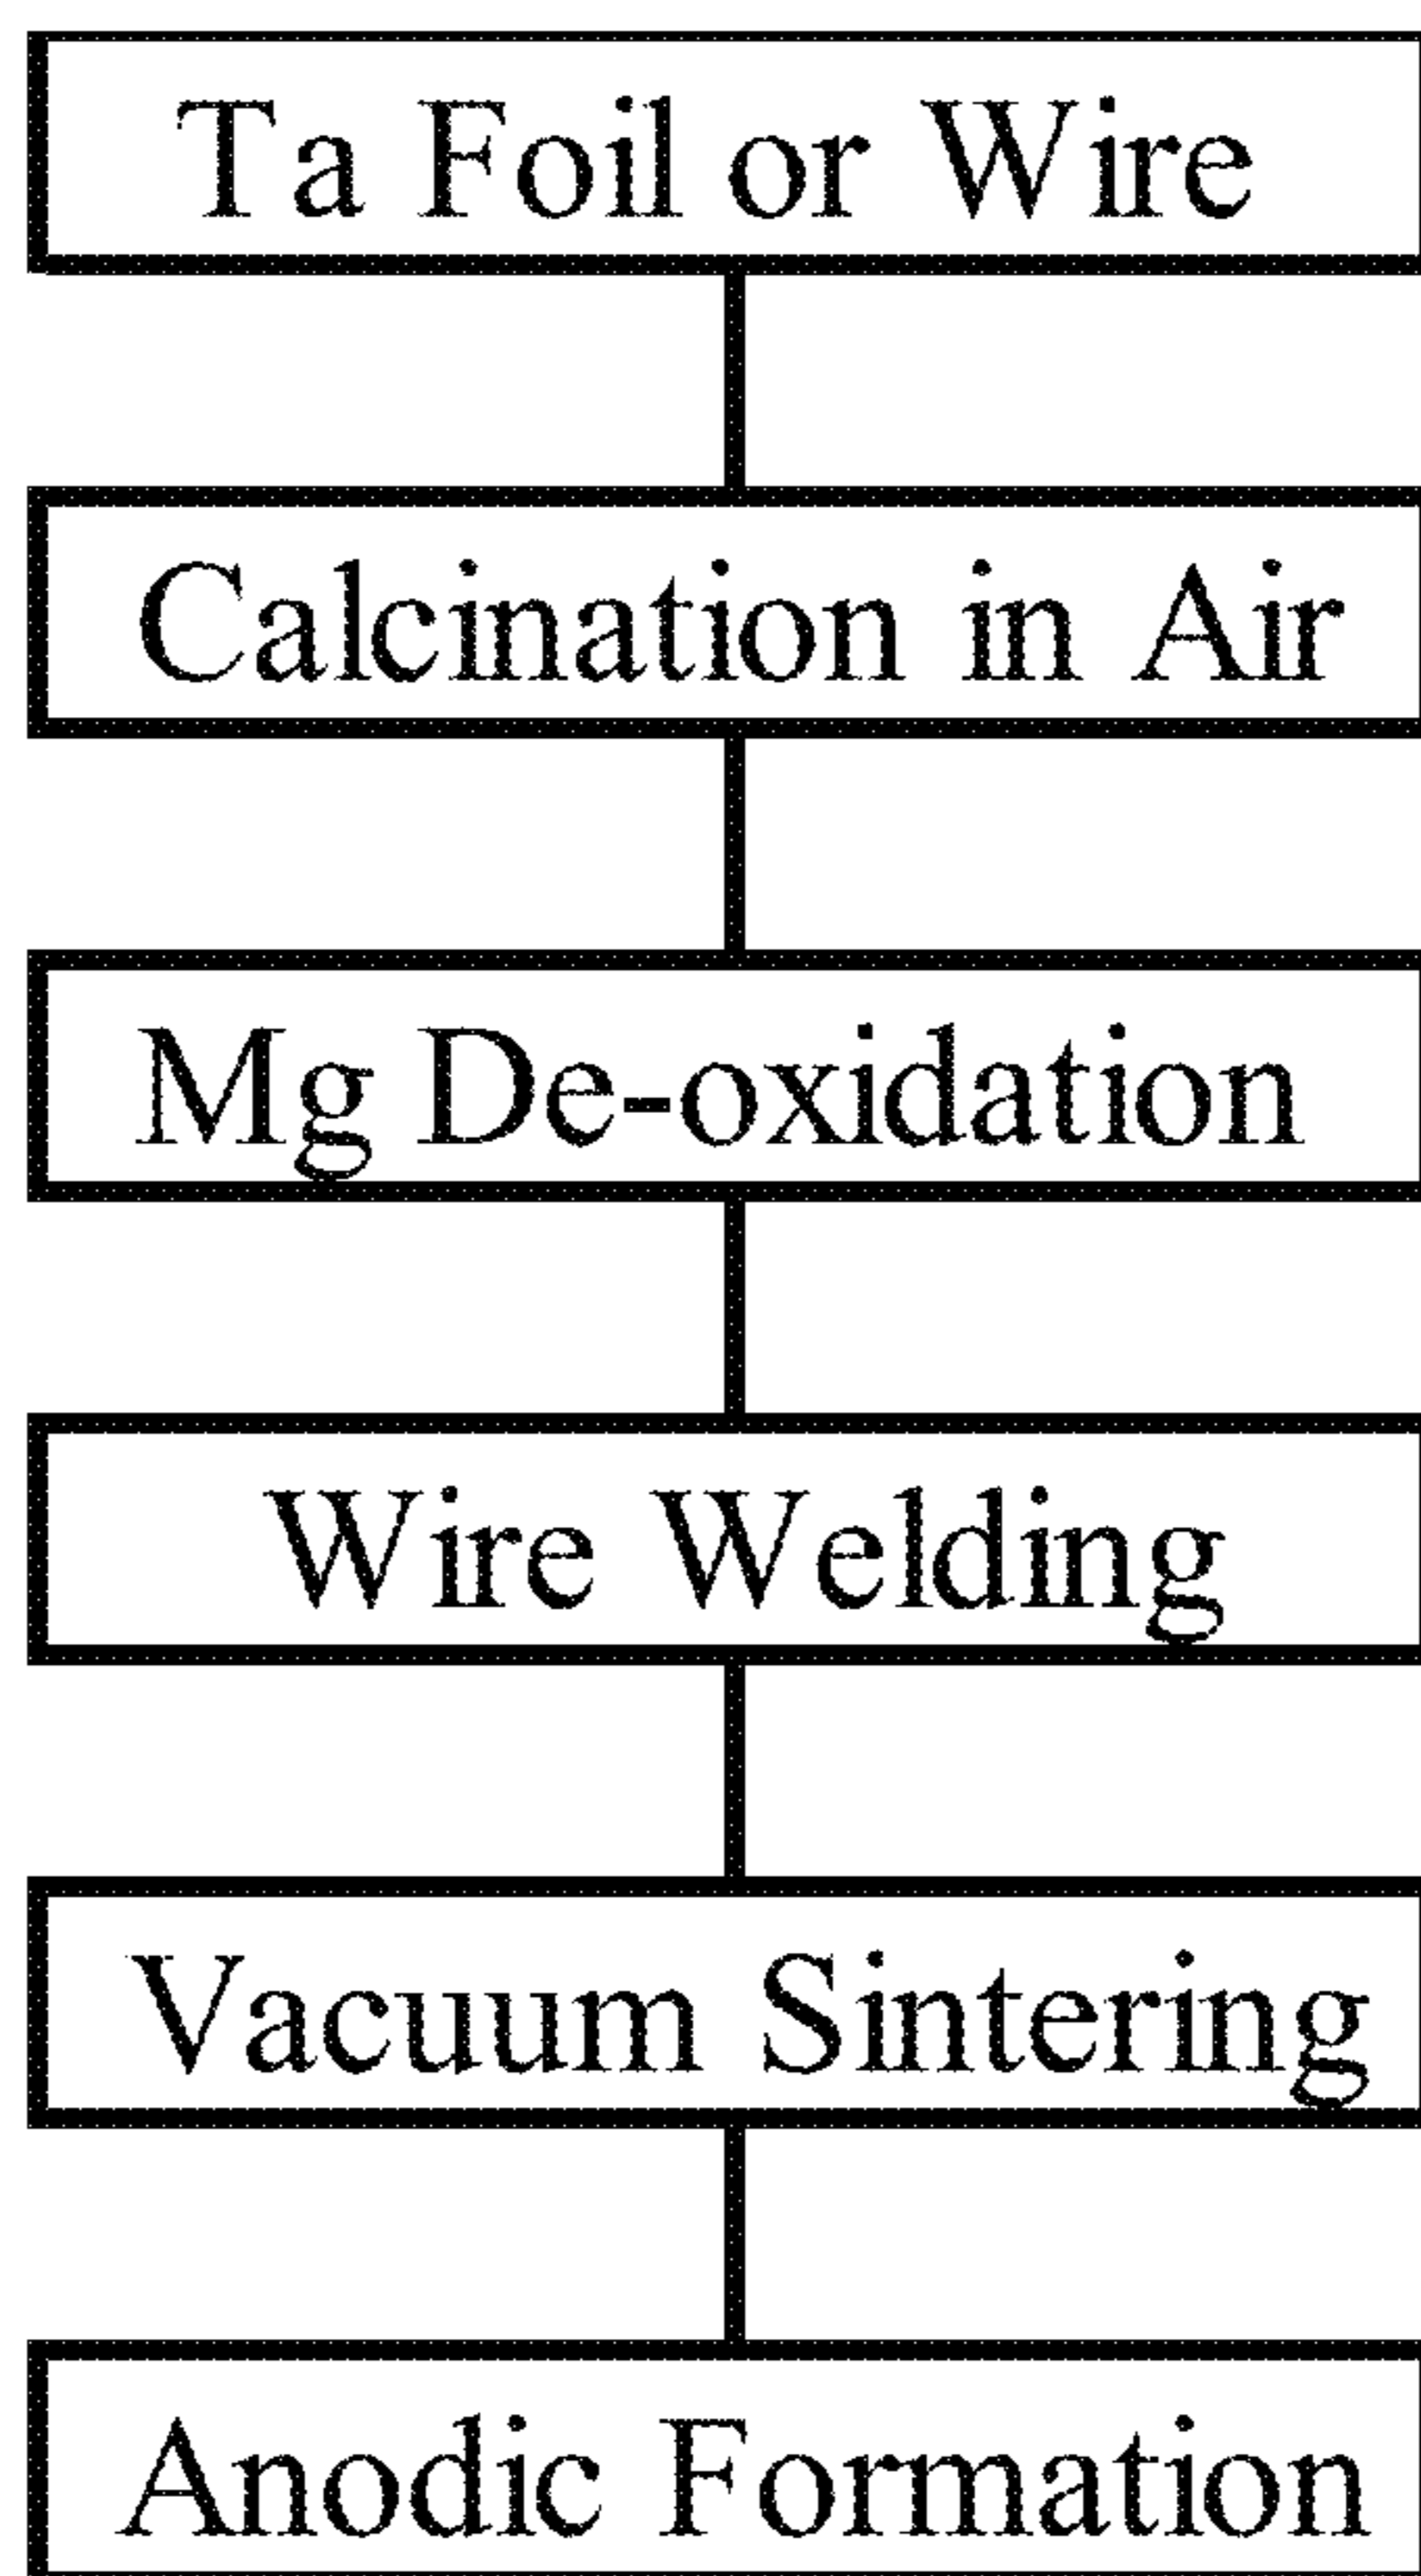 Ta Foil or Wire
Calcination in Air
Mg De-oxidation
Wire Welding
Vacuum Sintering
Anodic Formation